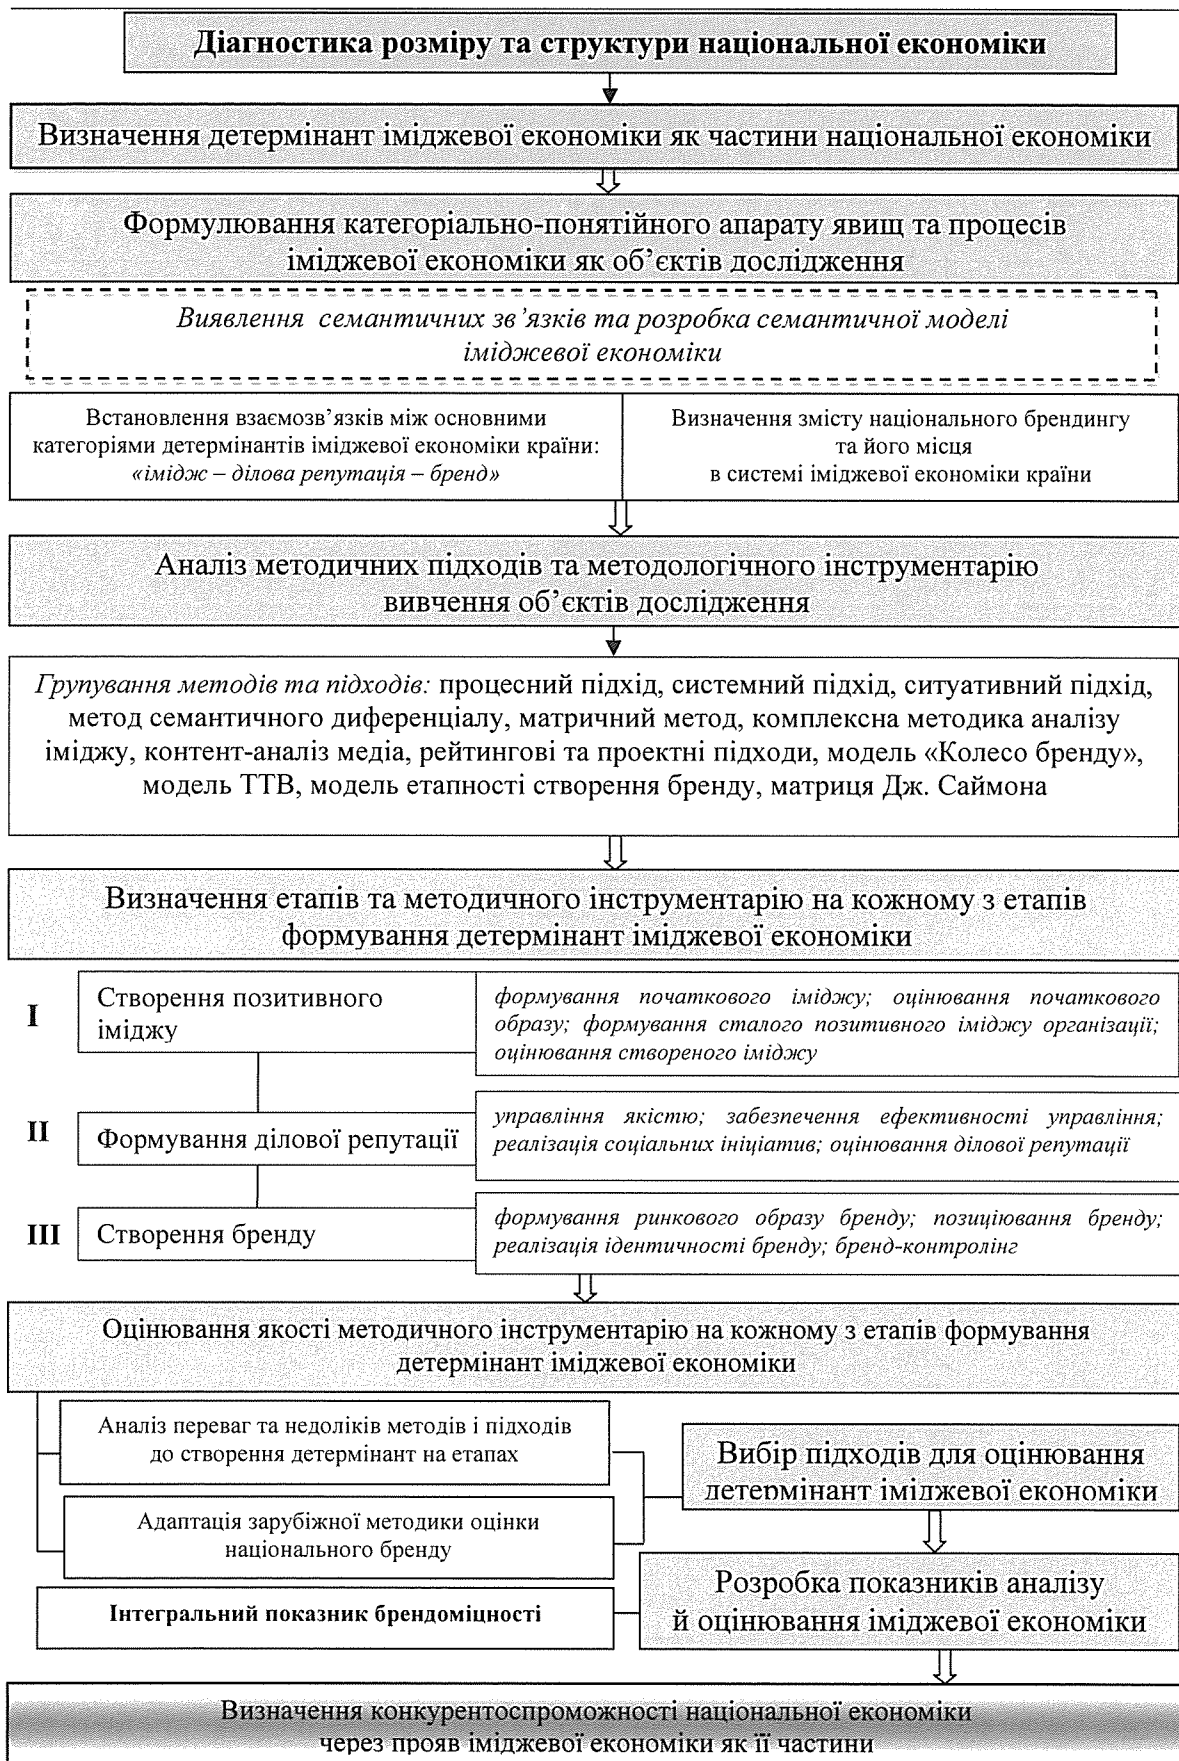 Діагностика розміру та структури національної економіки
Визначення детермінант іміджевої економіки як частини національної економіки
Формулювання категоріально-понятійного апарату явищ та процесів
іміджевої економіки як об’єктів дослідження
Виявлення семантичних зв’язків та розробка семантичної моделі
іміджевої економіки
Встановлення взаємозв’язків між основними
категоріями детермінантів іміджевої економіки країни:
«імідж – ділова репутація – бренд»
Визначення змісту національного брендингу
та його місця
в системі іміджевої економіки країни
Аналіз методичних підходів та методологічного інструментарію
вивчення об’єктів дослідження
Групування методів та підходів: процесний підхід, системний підхід, ситуативний підхід,
метод семантичного диференціалу, матричний метод, комплексна методика аналізу
іміджу, контент-аналіз медіа, рейтингові та проектні підходи, модель «Колесо бренду»,
модель ТТВ, модель етапності створення бренду, матриця Дж. Саймона
Визначення етапів та методичного інструментарію на кожному з етапів
формування детермінант іміджевої економіки
I
Створення позитивного
іміджу
формування початкового іміджу; оцінювання початкового
образу; формування сталого позитивного іміджу організації;
оцінювання створеного іміджу
II
Формування ділової репутації
управління якістю; забезпечення ефективності управління;
реалізація соціальних ініціатив; оцінювання ділової репутації
III
Створення бренду
формування ринкового образу бренду; позиціювання бренду;
реалізація ідентичності бренду; бренд-контролінг
Оцінювання якості методичного інструментарію на кожному з етапів формування
детермінант іміджевої економіки
Аналіз переваг та недоліків методів і підходів
до створення детермінант на етапах
Вибір підходів для оцінювання
детермінант іміджевої економіки
Адаптація зарубіжної методики оцінки
національного бренду
Розробка показників аналізу
й оцінювання іміджевої економіки
Інтегральний показник брендоміцності
Визначення конкурентоспроможності національної економіки
через прояв іміджевої економіки як її частини